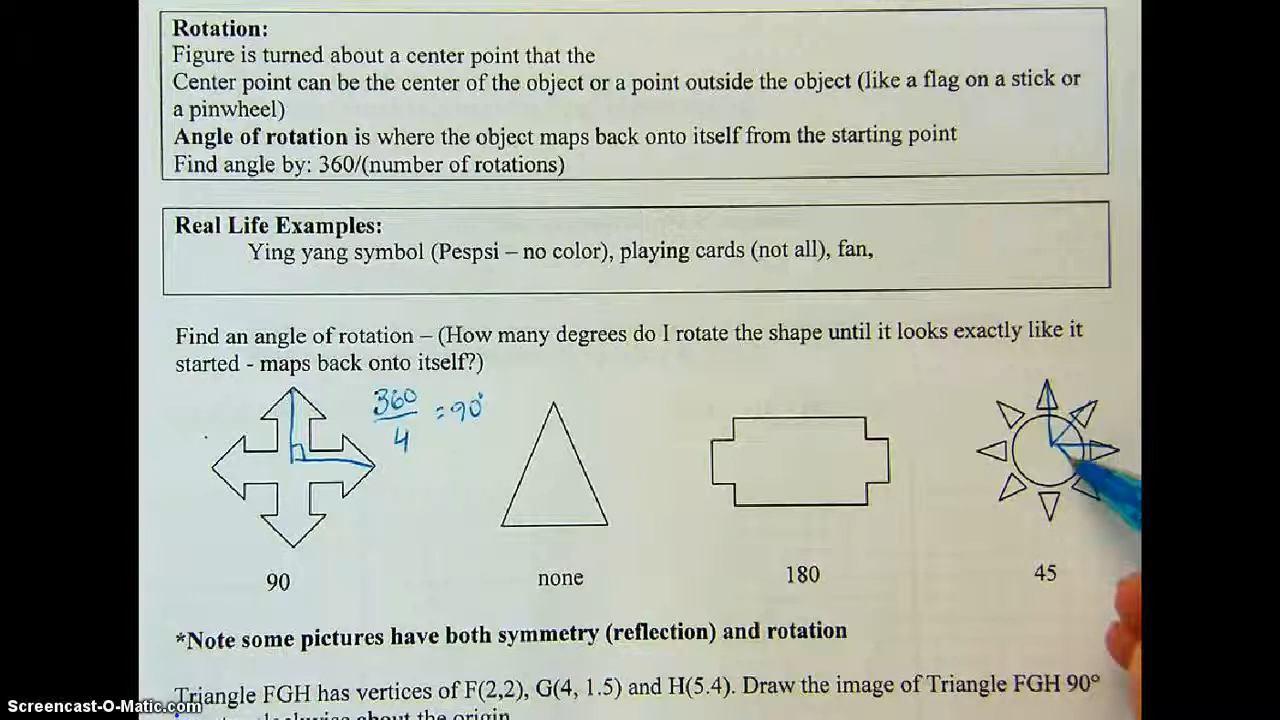 Rotation:
Figure is turned about a center point that the
Center point can be the center of the object or a point outside the object (like a flag on a stick or
a pinwheel)
Angle of rotation is where the object maps back onto itself from the starting point
Find angle by: 360/(number of rotations)
Real Life Examples:
Ying yang symbol (Pespsi – no color), playing cards (not all), fan,
Find an angle of rotation – (How many degrees do I rotate the shape until it looks exactly like it
started - maps back onto itself?)
360
4
=90°
90
none
180
45
*Note some pictures have both symmetry (reflection) and rotation
Triangle FGH has vertices of F(2,2), G(4, 1.5) and H(5.4). Draw the image of Triangle FGH 90°
about the origin
Screencast-O-Matic.com